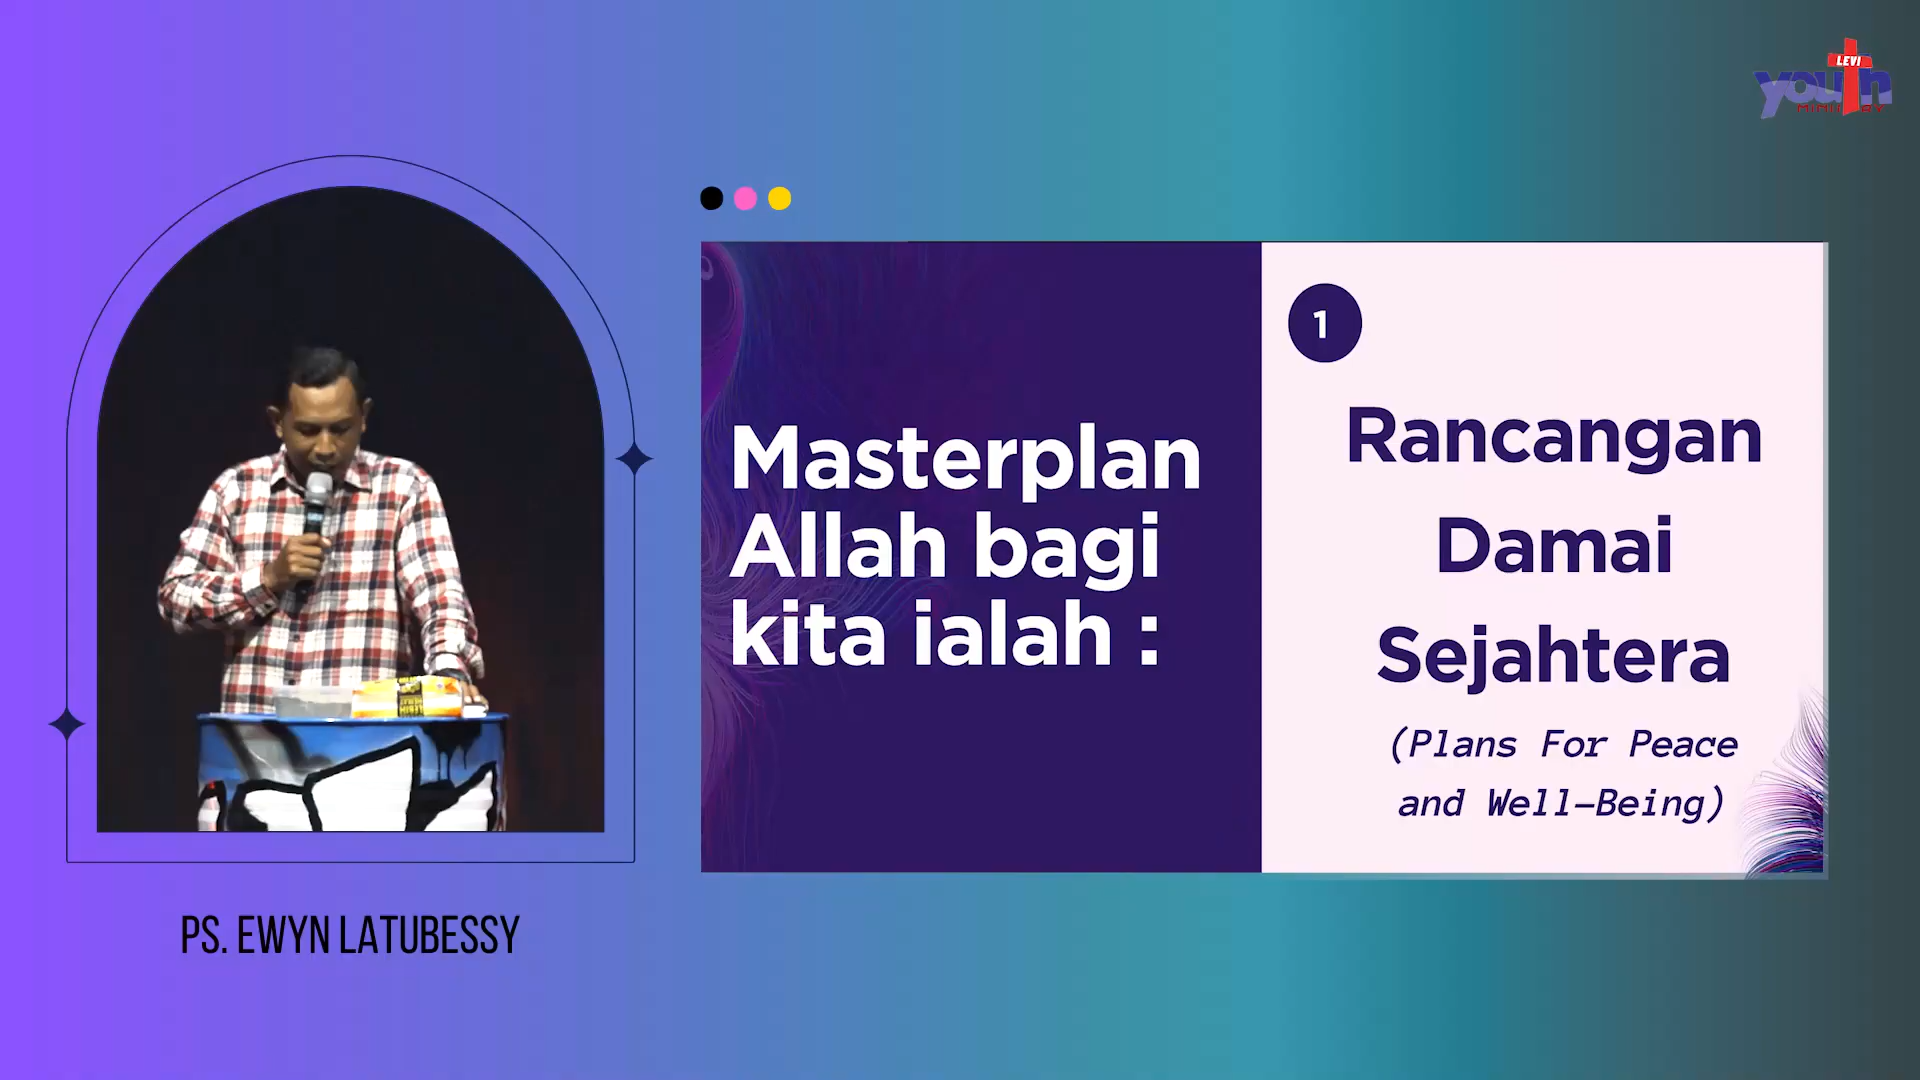 LEVI
youth
PS. EWYN LATUBESSY
Masterplan
Allah bagi
kita ialah :
1
Rancangan
Damai
Sejahtera
(Plans For Peace
and Well-Being)